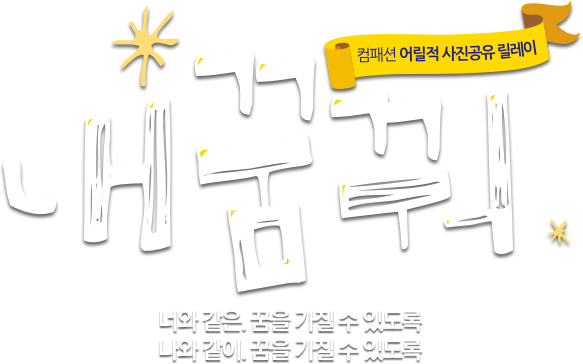 컴패션 어릴적 사진공유 릴레이
내 꿈 꿔
너와 같은, 꿈을 가질 수 있도록
나와 같이, 꿈을 가질 수 있도록